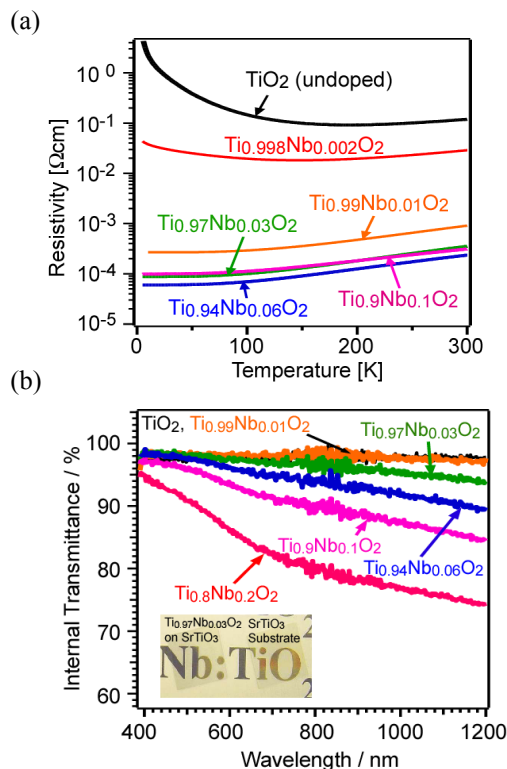 (a)
Resistivity [Ωcm]
10 0
10 -1
10 -2
10 -3
10 -4
10 -5
TiO2 (undoped)
Ti0.998Nb0.002O2
Ti0.99Nb0.01O2
Ti0.97Nb0.03O2
Ti0.94Nb0.06O2
Ti0.9Nb0.1O2
0 100 200 300
Temperature [K]
(b)
Internal Transmittance / %
100
90
80
70
60
TiO2, Ti0.99Nb0.01O2
Ti0.97Nb0.03O2
Ti0.9Nb0.1O2
Ti0.94Nb0.06O2
Ti0.8Nb0.2O2
Ti0.97Nb0.03O2 SrTiO3
on SrTiO3 Substrate
Nb:TiO2
400 600 800 1000 1200
Wavelength / nm